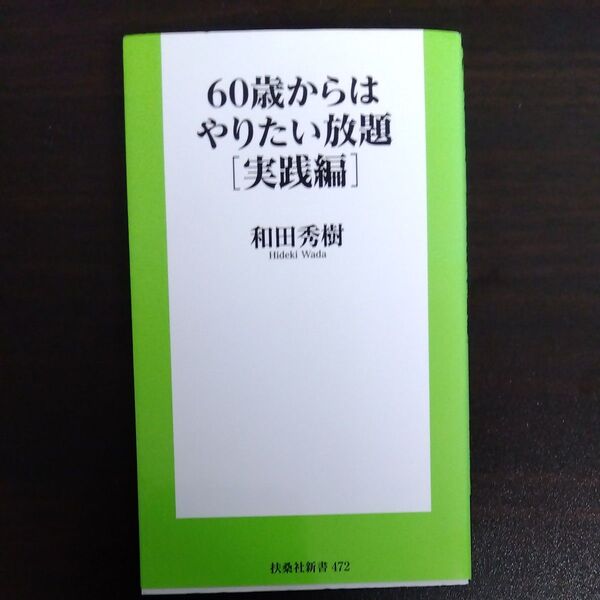 60歳からは
やりたい放題
[実践編]
和田秀樹
Hideki Wada
扶桑社新書 472